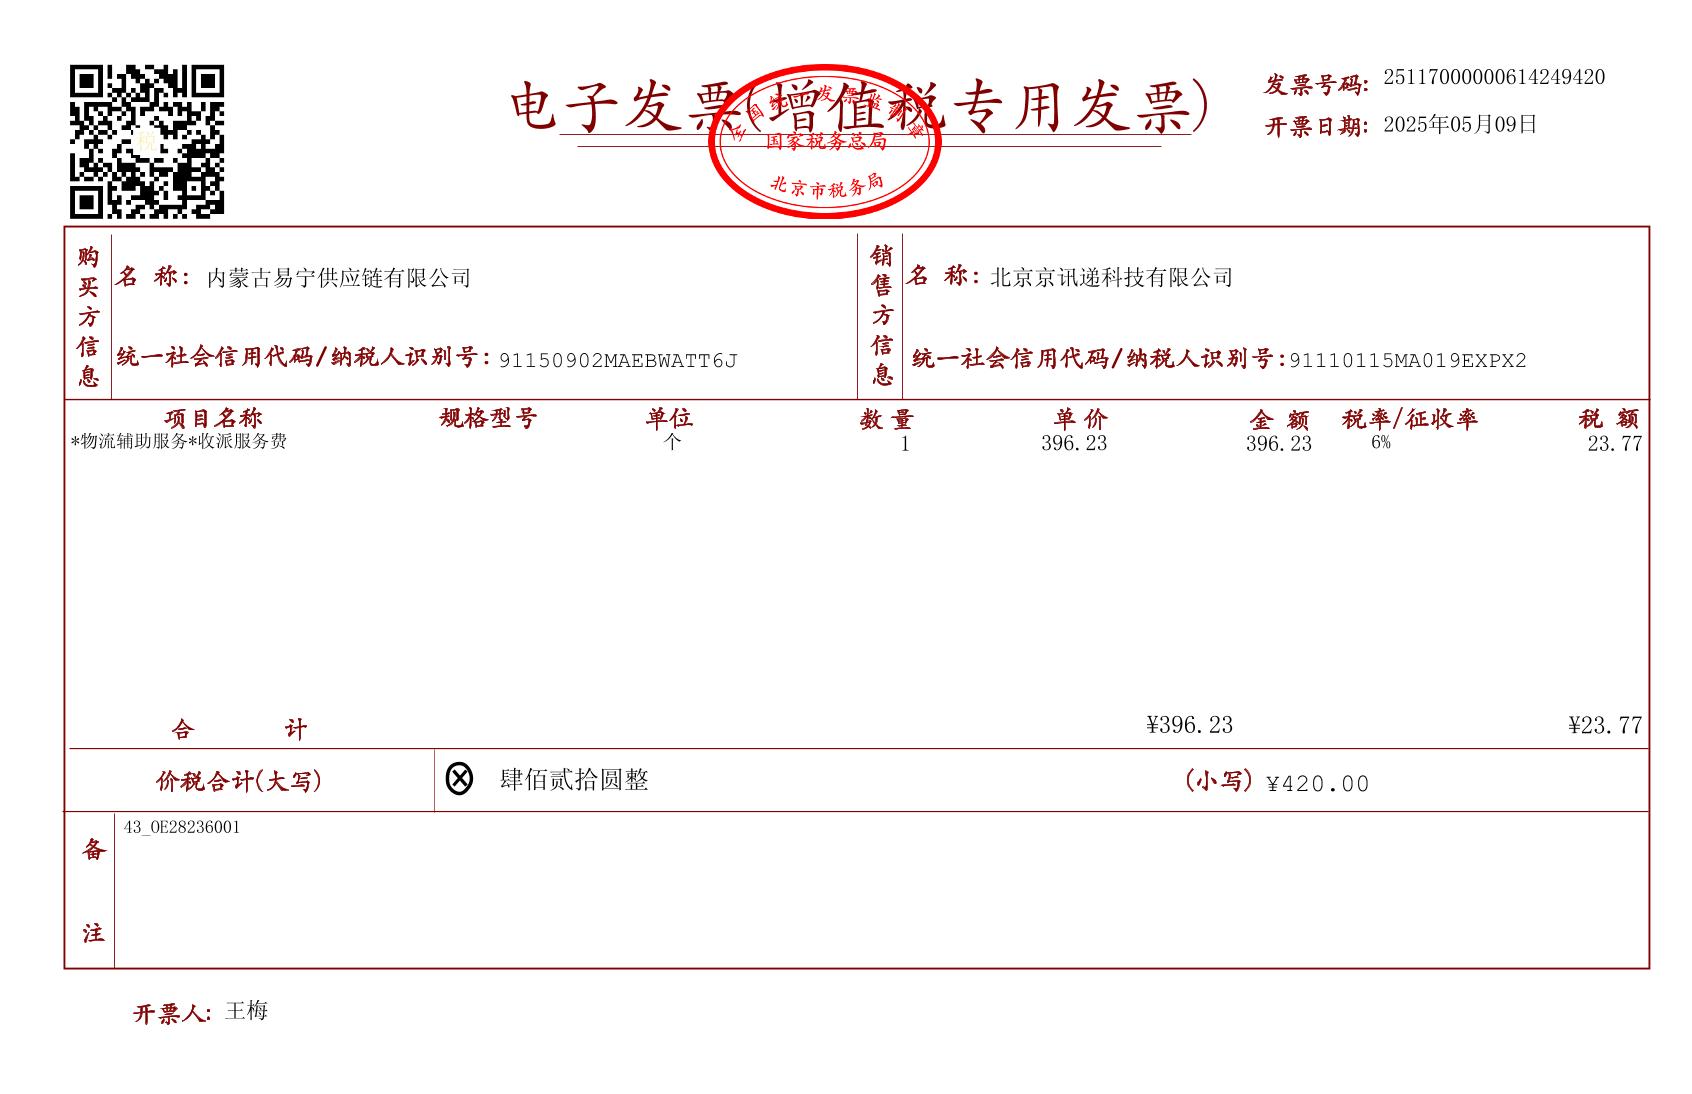 电子发票(增值税专用发票)
全国统一发票监制章
国家税务总局
北京市税务局
发票号码: 25117000000614249420
开票日期: 2025年05月09日
税
购买方信息
名 称: 内蒙古易宁供应链有限公司
统一社会信用代码/纳税人识别号: 91150902MAEBWATT6J
销售方信息
名 称: 北京京讯递科技有限公司
统一社会信用代码/纳税人识别号:91110115MA019EXPX2
项目名称 规格型号 单位 数量 单价 金额 税率/征收率 税额
*物流辅助服务*收派服务费 个 1 396.23 396.23 6% 23.77
合 计 ¥396.23 ¥23.77
价税合计(大写) ⊗ 肆佰贰拾圆整 (小写) ¥420.00
备注
43_OE28236001
开票人: 王梅